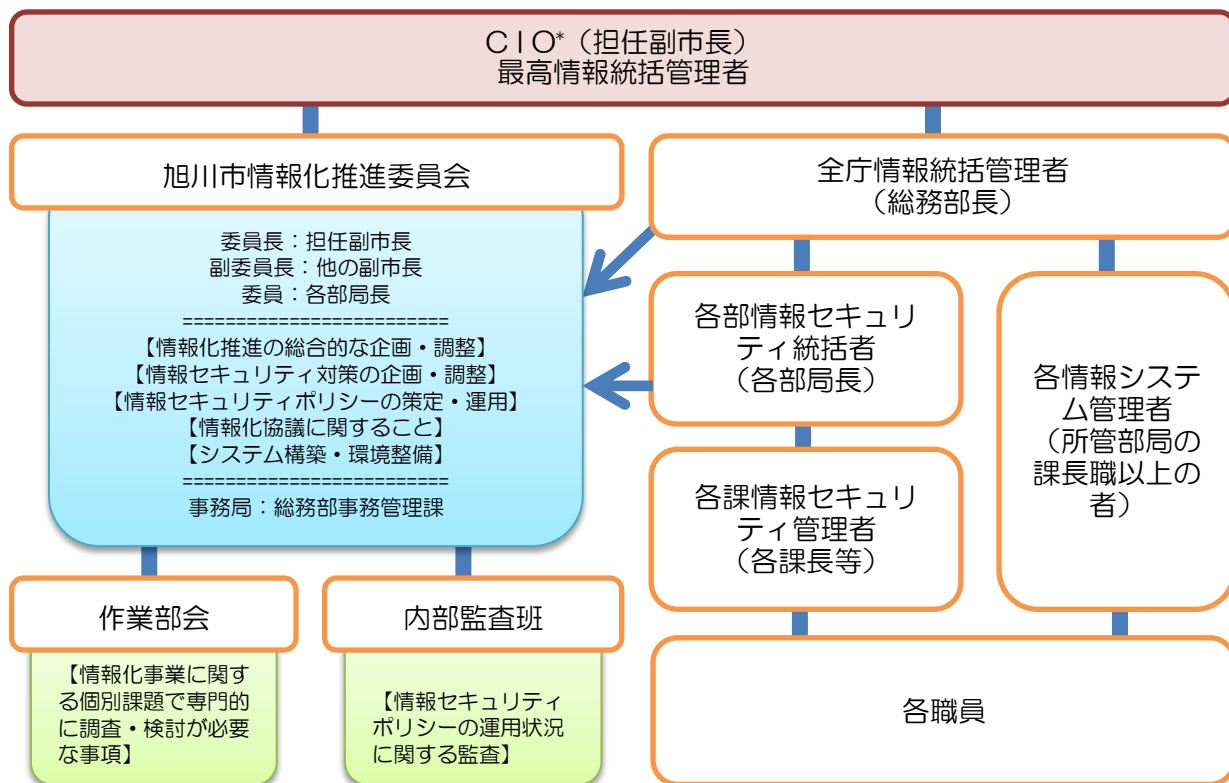 CIO*（担任副市長）
最高情報統括管理者
旭川市情報化推進委員会
委員長：担任副市長
副委員長：他の副市長
委員：各部局長
=========================
【情報化推進の総合的な企画・調整】
【情報セキュリティ対策の企画・調整】
【情報セキュリティポリシーの策定・運用】
【情報化協議に関すること】
【システム構築・環境整備】
=========================
事務局：総務部事務管理課
作業部会
【情報化事業に関す
る個別課題で専門的
に調査・検討が必要
な事項】
内部監査班
【情報セキュリティ
ポリシーの運用状況
に関する監査】
全庁情報統括管理者
（総務部長）
各部情報セキュリ
ティ統括者
（各部局長）
各課情報セキュリ
ティ管理者
（各課長等）
各情報システ
ム管理者
（所管部局の
課長職以上の
者）
各職員